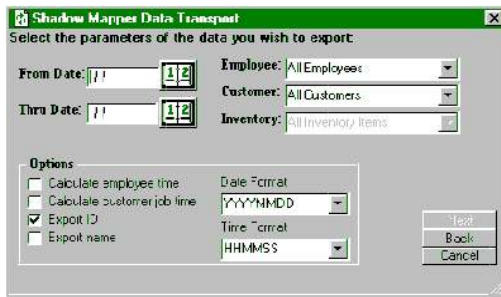 Shadow Mapper Data Transport
Select the parameters of the data you wish to export:
From Date: / /
Thru Date: / /
Employee: All Employees
Customer: All Customers
Inventory: All Inventory Items
Options
Calculate employee time
Calculate customer job time
Export ID
Export name
Date Format
YYYYMMDD
Time Format
HHMMSS
Next
Back
Cancel